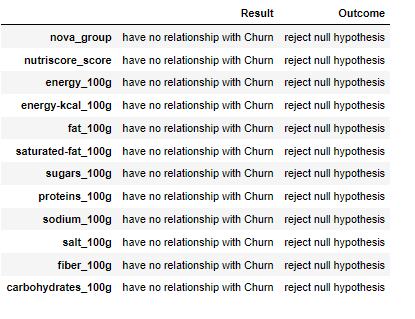 Result Outcome
nova_group have no relationship with Churn reject null hypothesis
nutriscore_score have no relationship with Churn reject null hypothesis
energy_100g have no relationship with Churn reject null hypothesis
energy-kcal_100g have no relationship with Churn reject null hypothesis
fat_100g have no relationship with Churn reject null hypothesis
saturated-fat_100g have no relationship with Churn reject null hypothesis
sugars_100g have no relationship with Churn reject null hypothesis
proteins_100g have no relationship with Churn reject null hypothesis
sodium_100g have no relationship with Churn reject null hypothesis
salt_100g have no relationship with Churn reject null hypothesis
fiber_100g have no relationship with Churn reject null hypothesis
carbohydrates_100g have no relationship with Churn reject null hypothesis